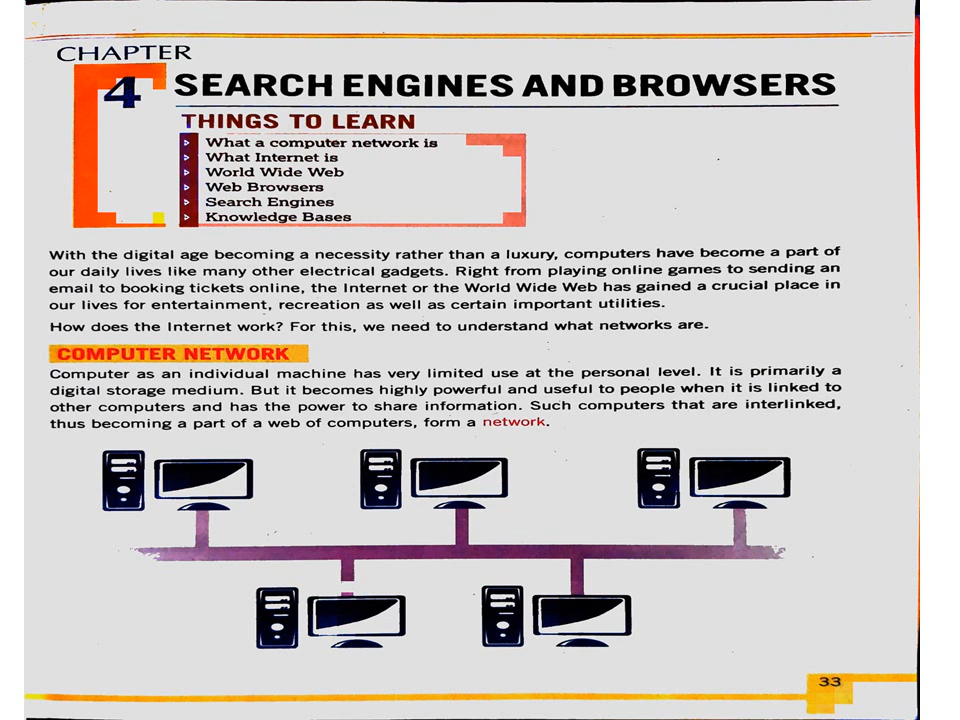 CHAPTER
4 SEARCH ENGINES AND BROWSERS
THINGS TO LEARN
What a computer network is
What Internet is
World Wide Web
Web Browsers
Search Engines
Knowledge Bases
With the digital age becoming a necessity rather than a luxury, computers have become a part of
our daily lives like many other electrical gadgets. Right from playing online games to sending an
email to booking tickets online, the Internet or the World Wide Web has gained a crucial place in
our lives for entertainment, recreation as well as certain important utilities.
How does the Internet work? For this, we need to understand what networks are.
COMPUTER NETWORK
Computer as an individual machine has very limited use at the personal level. It is primarily a
digital storage medium. But it becomes highly powerful and useful to people when it is linked to
other computers and has the power to share information. Such computers that are interlinked,
thus becoming a part of a web of computers, form a network.
33